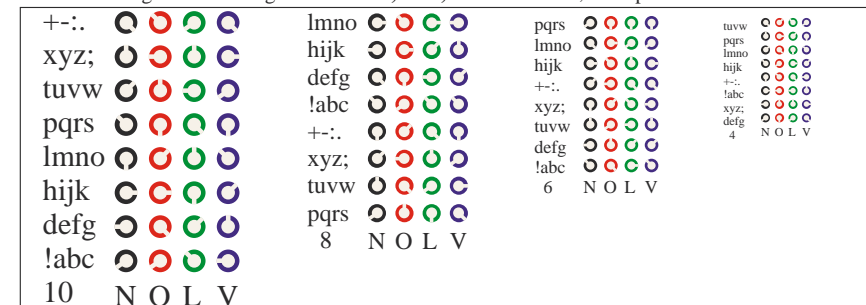 +-:.
xyz;
tuvw
pqrs
lmno
hijk
defg
!abc
10 N O L V
lmno
hijk
defg
!abc
+-:.
xyz;
tuvw
pqrs
8 N O L V
pqrs
lmno
hijk
+-:.
xyz;
tuvw
defg
!abc
6 N O L V
tuvw
pqrs
lmno
hijk
+-:.
!abc
xyz;
defg
4 N O L V